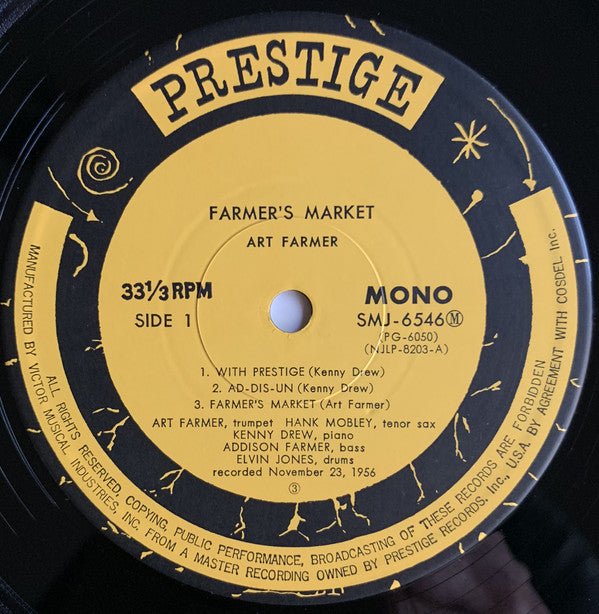 PRESTIGE
FARMER'S MARKET
ART FARMER
33⅓ RPM
MONO
SIDE 1
SMJ-6546 Ⓜ
(PG-6050)
(NJLP-8203-A)
1. WITH PRESTIGE (Kenny Drew)
2. AD-DIS-UN (Kenny Drew)
3. FARMER'S MARKET (Art Farmer)
ART FARMER, trumpet HANK MOBLEY, tenor sax
KENNY DREW, piano
ADDISON FARMER, bass
ELVIN JONES, drums
recorded November 23, 1956
③
ALL RIGHTS RESERVED, COPYING, PUBLIC PERFORMANCE, BROADCASTING OF THESE RECORDS ARE FORBIDDEN
MANUFACTURED BY VICTOR MUSICAL INDUSTRIES, INC. FROM A MASTER RECORDING OWNED BY PRESTIGE RECORDS, Inc., U.S.A. BY AGREEMENT WITH COSDEL Inc.